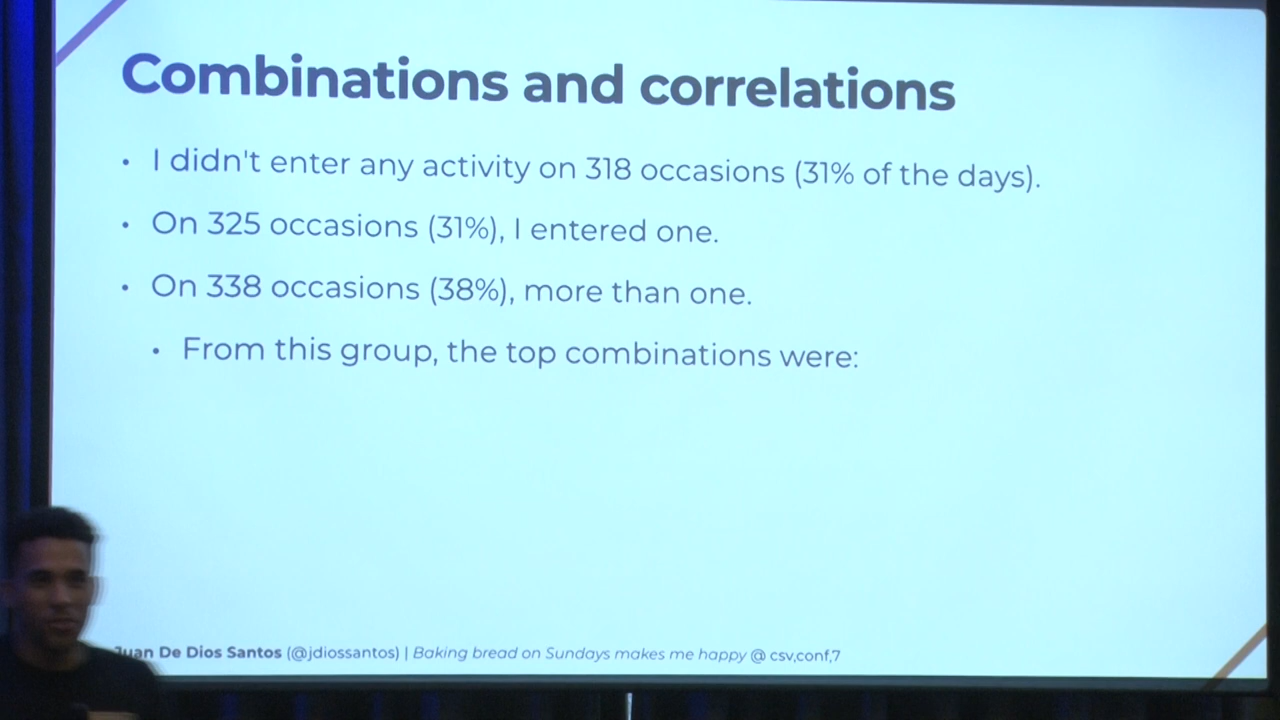 Combinations and correlations
• I didn't enter any activity on 318 occasions (31% of the days).
• On 325 occasions (31%), I entered one.
• On 338 occasions (38%), more than one.
• From this group, the top combinations were:
Juan De Dios Santos (@jdiossantos) | Baking bread on Sundays makes me happy @ csv,conf,7